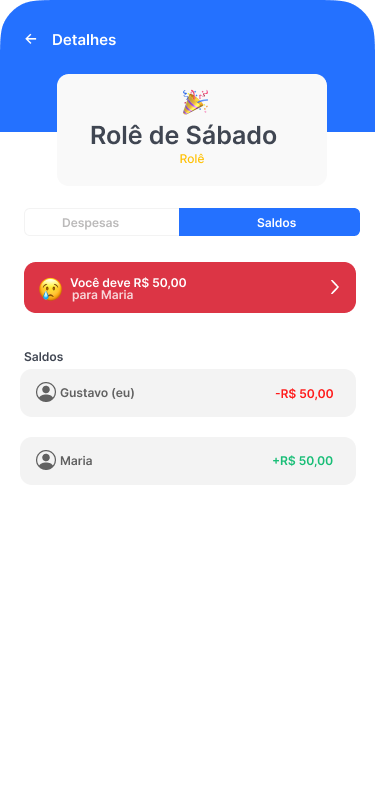 Detalhes
Rolê de Sábado
Rolê
Despesas
Saldos
Você deve R$ 50,00
para Maria
Saldos
Gustavo (eu)
-R$ 50,00
Maria
+R$ 50,00